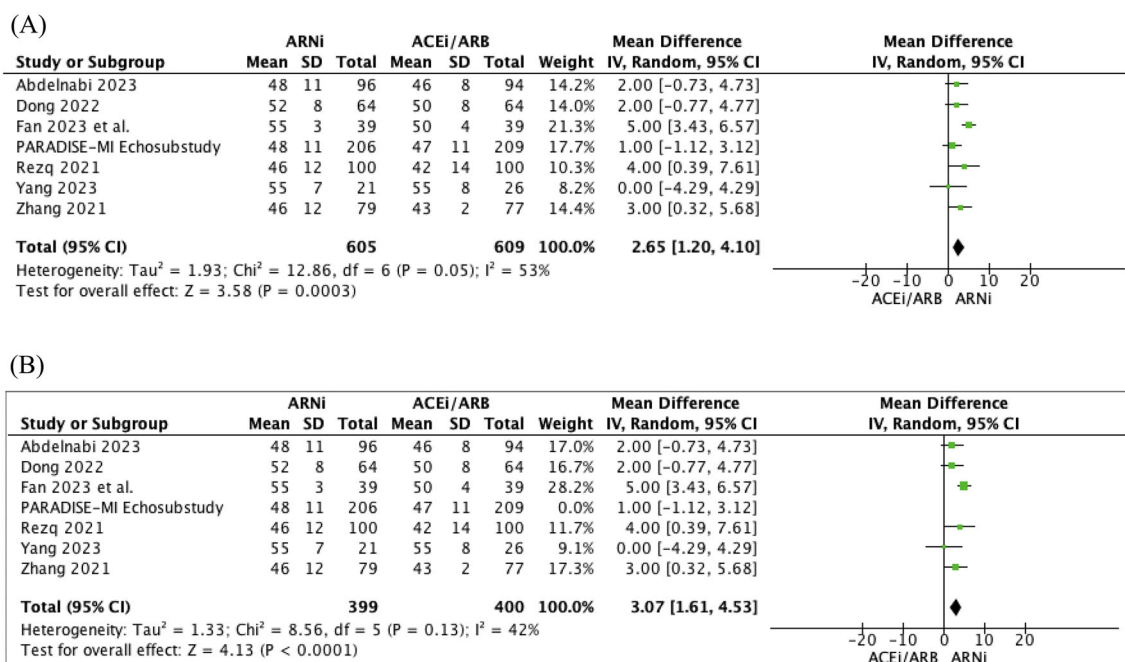 (A)
ARNi ACEi/ARB Mean Difference Mean Difference
Study or Subgroup Mean SD Total Mean SD Total Weight IV, Random, 95% CI IV, Random, 95% CI
Abdelnabi 2023 48 11 96 46 8 94 14.2% 2.00 [-0.73, 4.73]
Dong 2022 52 8 64 50 8 64 14.0% 2.00 [-0.77, 4.77]
Fan 2023 et al. 55 3 39 50 4 39 21.3% 5.00 [3.43, 6.57]
PARADISE-MI Echosubstudy 48 11 206 47 11 209 17.7% 1.00 [-1.12, 3.12]
Rezq 2021 46 12 100 42 14 100 10.3% 4.00 [0.39, 7.61]
Yang 2023 55 7 21 55 8 26 8.2% 0.00 [-4.29, 4.29]
Zhang 2021 46 12 79 43 2 77 14.4% 3.00 [0.32, 5.68]
Total (95% CI) 605 609 100.0% 2.65 [1.20, 4.10]
Heterogeneity: Tau² = 1.93; Chi² = 12.86, df = 6 (P = 0.05); I² = 53%
Test for overall effect: Z = 3.58 (P = 0.0003)
-20 -10 0 10 20
ACEi/ARB ARNi
(B)
ARNi ACEi/ARB Mean Difference Mean Difference
Study or Subgroup Mean SD Total Mean SD Total Weight IV, Random, 95% CI IV, Random, 95% CI
Abdelnabi 2023 48 11 96 46 8 94 17.0% 2.00 [-0.73, 4.73]
Dong 2022 52 8 64 50 8 64 16.7% 2.00 [-0.77, 4.77]
Fan 2023 et al. 55 3 39 50 4 39 28.2% 5.00 [3.43, 6.57]
PARADISE-MI Echosubstudy 48 11 206 47 11 209 0.0% 1.00 [-1.12, 3.12]
Rezq 2021 46 12 100 42 14 100 11.7% 4.00 [0.39, 7.61]
Yang 2023 55 7 21 55 8 26 9.1% 0.00 [-4.29, 4.29]
Zhang 2021 46 12 79 43 2 77 17.3% 3.00 [0.32, 5.68]
Total (95% CI) 399 400 100.0% 3.07 [1.61, 4.53]
Heterogeneity: Tau² = 1.33; Chi² = 8.56, df = 5 (P = 0.13); I² = 42%
Test for overall effect: Z = 4.13 (P < 0.0001)
-20 -10 0 10 20
ACEi/ARB ARNi